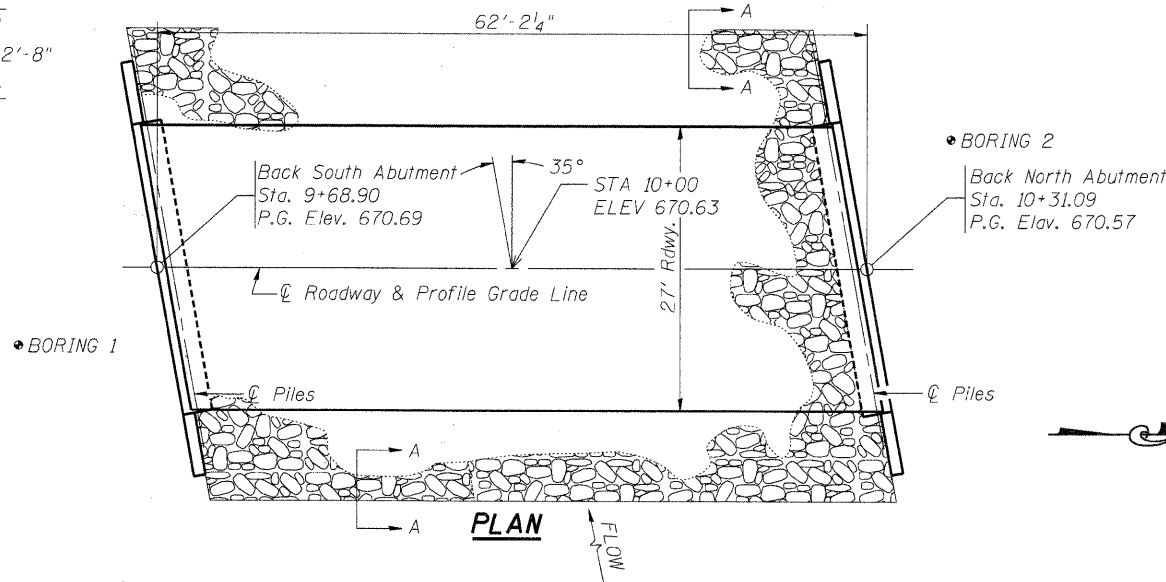 2'-8"
62'-2¼"
A
A
BORING 2
Back South Abutment
Sta. 9+68.90
P.G. Elev. 670.69
35°
STA 10+00
ELEV 670.63
Back North Abutment
Sta. 10+31.09
P.G. Elav. 670.57
27' Rdwy.
℄ Roadway & Profile Grade Line
BORING 1
℄ Piles
℄ Piles
A
A
PLAN
FLOW